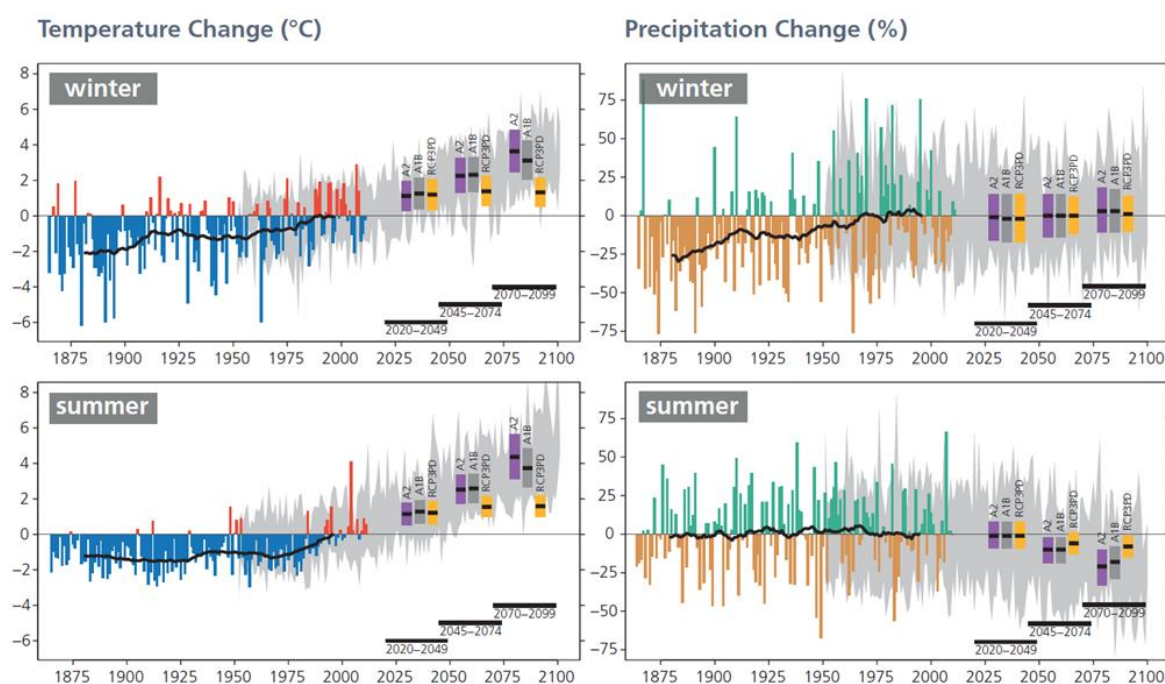 Temperature Change (°C)
Precipitation Change (%)
winter
8
6
4
2
0
−2
−4
−6
A2
A1B
RCP3PD
A2
A1B
RCP3PD
A2
A1B
RCP3PD
2070–2099
2045–2074
2020–2049
1875 1900 1925 1950 1975 2000 2025 2050 2075 2100
winter
75
50
25
0
−25
−50
−75
A2
A1B
RCP3PD
A2
A1B
RCP3PD
A2
A1B
RCP3PD
2070–2099
2045–2074
2020–2049
1875 1900 1925 1950 1975 2000 2025 2050 2075 2100
summer
8
6
4
2
0
−2
−4
−6
A2
A1B
RCP3PD
A2
A1B
RCP3PD
A2
A1B
RCP3PD
2070–2099
2045–2074
2020–2049
1875 1900 1925 1950 1975 2000 2025 2050 2075 2100
summer
75
50
25
0
−25
−50
−75
A2
A1B
RCP3PD
A2
A1B
RCP3PD
A2
A1B
RCP3PD
2070–2099
2045–2074
2020–2049
1875 1900 1925 1950 1975 2000 2025 2050 2075 2100